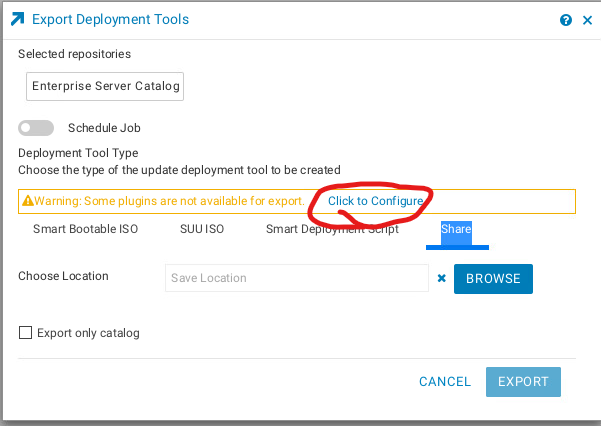 Export Deployment Tools
Selected repositories
Enterprise Server Catalog
Schedule Job
Deployment Tool Type
Choose the type of the update deployment tool to be created
Warning: Some plugins are not available for export. Click to Configure
Smart Bootable ISO SUU ISO Smart Deployment Script Share
Choose Location Save Location BROWSE
Export only catalog
CANCEL EXPORT